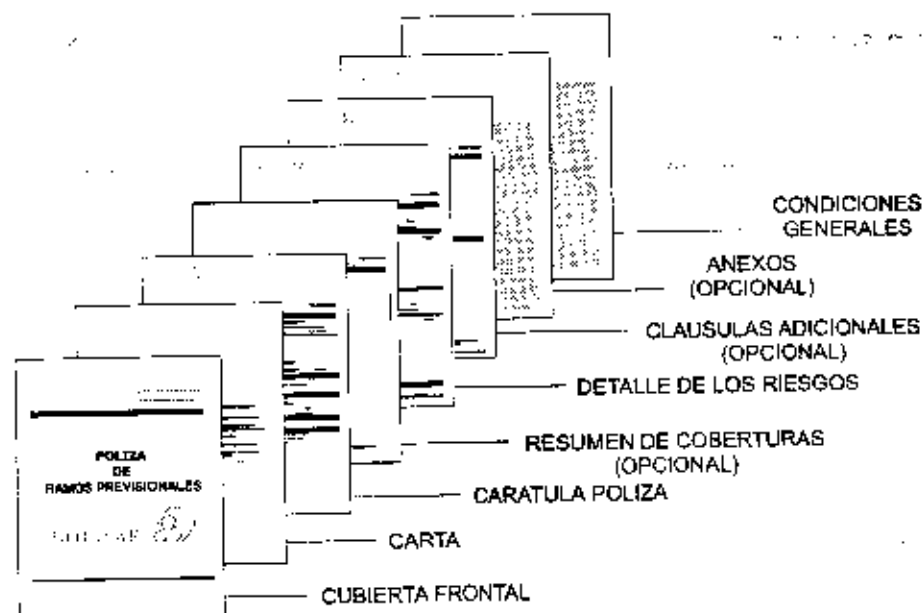 CONDICIONES
GENERALES
ANEXOS
(OPCIONAL)
CLAUSULAS ADICIONALES
(OPCIONAL)
DETALLE DE LOS RIESGOS
RESUMEN DE COBERTURAS
(OPCIONAL)
CARATULA POLIZA
CARTA
CUBIERTA FRONTAL
POLIZA
DE
RAMOS PREVISIONALES